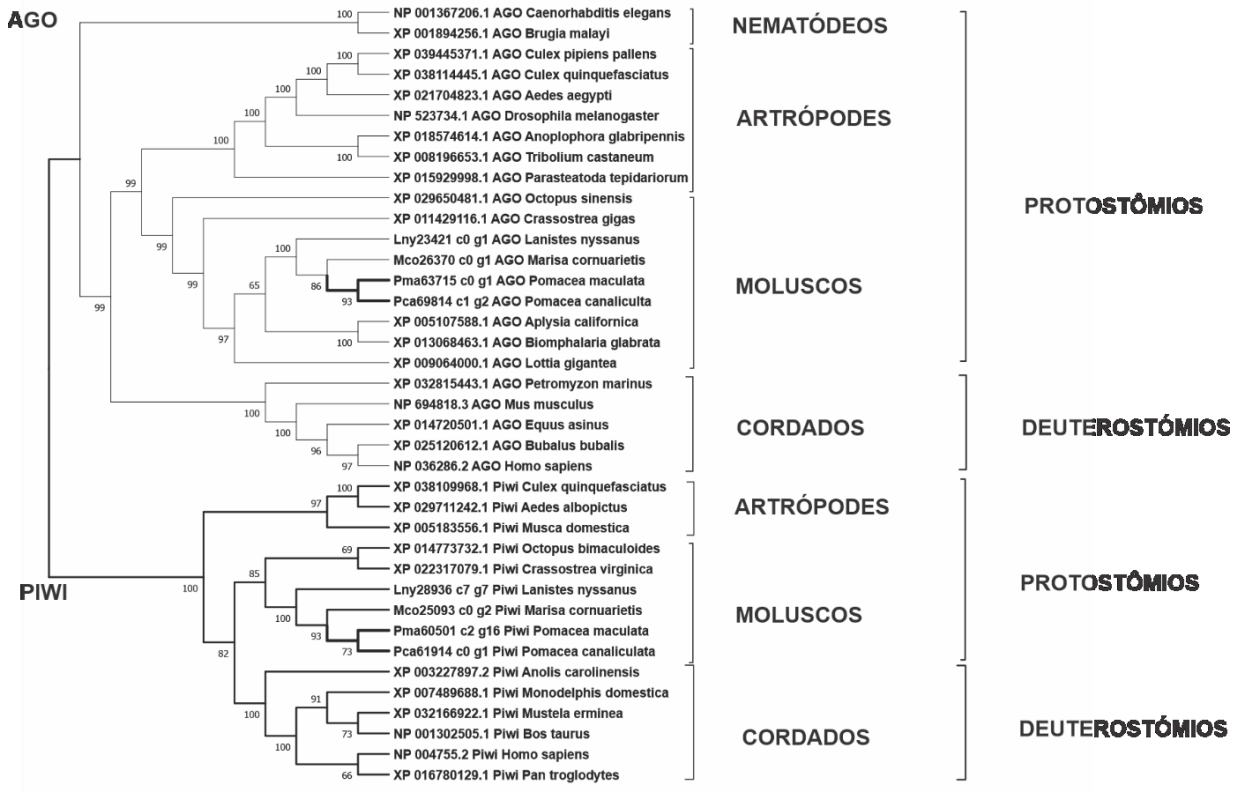 AGO
NP 001367206.1 AGO Caenorhabditis elegans
XP 001894256.1 AGO Brugia malayi
XP 039445371.1 AGO Culex pipiens pallens
XP 038114445.1 AGO Culex quinquefasciatus
XP 021704823.1 AGO Aedes aegypti
NP 523734.1 AGO Drosophila melanogaster
XP 018574614.1 AGO Anoplophora glabripennis
XP 008196653.1 AGO Tribolium castaneum
XP 015929998.1 AGO Parasteatoda tepidariorum
XP 029650481.1 AGO Octopus sinensis
XP 011429116.1 AGO Crassostrea gigas
Lny23421 c0 g1 AGO Lanistes nyssanus
Mco26370 c0 g1 AGO Marisa cornuarietis
Pma63715 c0 g1 AGO Pomacea maculata
Pca69814 c1 g2 AGO Pomacea canaliculta
XP 005107588.1 AGO Aplysia californica
XP 013068463.1 AGO Biomphalaria glabrata
XP 009064000.1 AGO Lottia gigantea
XP 032815443.1 AGO Petromyzon marinus
NP 694818.3 AGO Mus musculus
XP 014720501.1 AGO Equus asinus
XP 025120612.1 AGO Bubalus bubalis
NP 036286.2 AGO Homo sapiens
PIWI
XP 038109968.1 Piwi Culex quinquefasciatus
XP 029711242.1 Piwi Aedes albopictus
XP 005183556.1 Piwi Musca domestica
XP 014773732.1 Piwi Octopus bimaculoides
XP 022317079.1 Piwi Crassostrea virginica
Lny28936 c7 g7 Piwi Lanistes nyssanus
Mco25093 c0 g2 Piwi Marisa cornuarietis
Pma60501 c2 g16 Piwi Pomacea maculata
Pca61914 c0 g1 Piwi Pomacea canaliculata
XP 003227897.2 Piwi Anolis carolinensis
XP 007489688.1 Piwi Monodelphis domestica
XP 032166922.1 Piwi Mustela erminea
NP 001302505.1 Piwi Bos taurus
NP 004755.2 Piwi Homo sapiens
XP 016780129.1 Piwi Pan troglodytes
100
100
100
100
100
100
100
99
99
99
99
100
86
93
65
97
100
100
100
96
97
100
97
100
69
85
100
93
73
82
100
91
73
100
66
NEMATÓDEOS
ARTRÓPODES
MOLUSCOS
CORDADOS
ARTRÓPODES
MOLUSCOS
CORDADOS
PROTOSTÔMIOS
DEUTEROSTÓMIOS
PROTOSTÔMIOS
DEUTEROSTÓMIOS